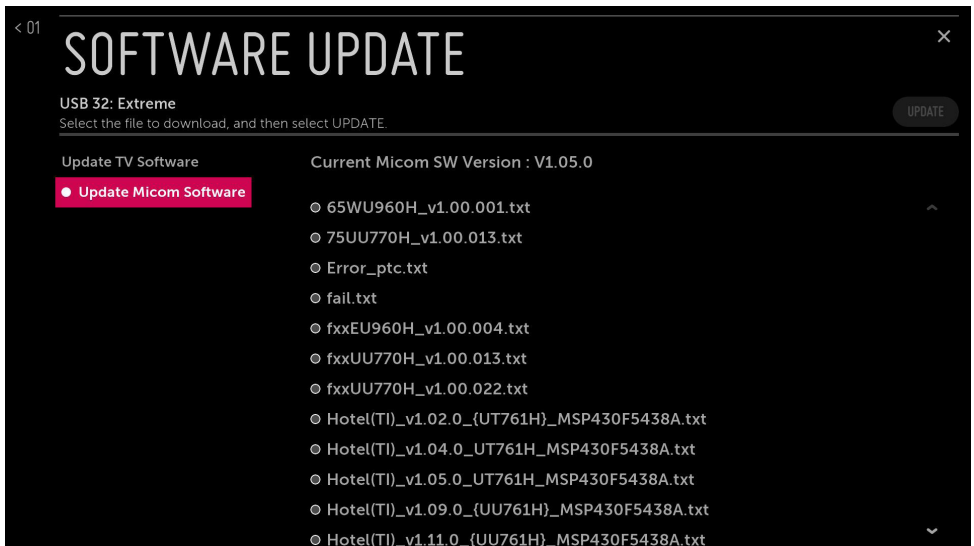 < 01
SOFTWARE UPDATE
USB 32: Extreme
Select the file to download, and then select UPDATE.
UPDATE
Update TV Software
Update Micom Software
Current Micom SW Version : V1.05.0
65WU960H_v1.00.001.txt
75UU770H_v1.00.013.txt
Error_ptc.txt
fail.txt
fxxEU960H_v1.00.004.txt
fxxUU770H_v1.00.013.txt
fxxUU770H_v1.00.022.txt
Hotel(TI)_v1.02.0_{UT761H}_MSP430F5438A.txt
Hotel(TI)_v1.04.0_UT761H_MSP430F5438A.txt
Hotel(TI)_v1.05.0_UT761H_MSP430F5438A.txt
Hotel(TI)_v1.09.0_{UU761H}_MSP430F5438A.txt
Hotel(TI)_v1.11.0_{UU761H}_MSP430F5438A.txt